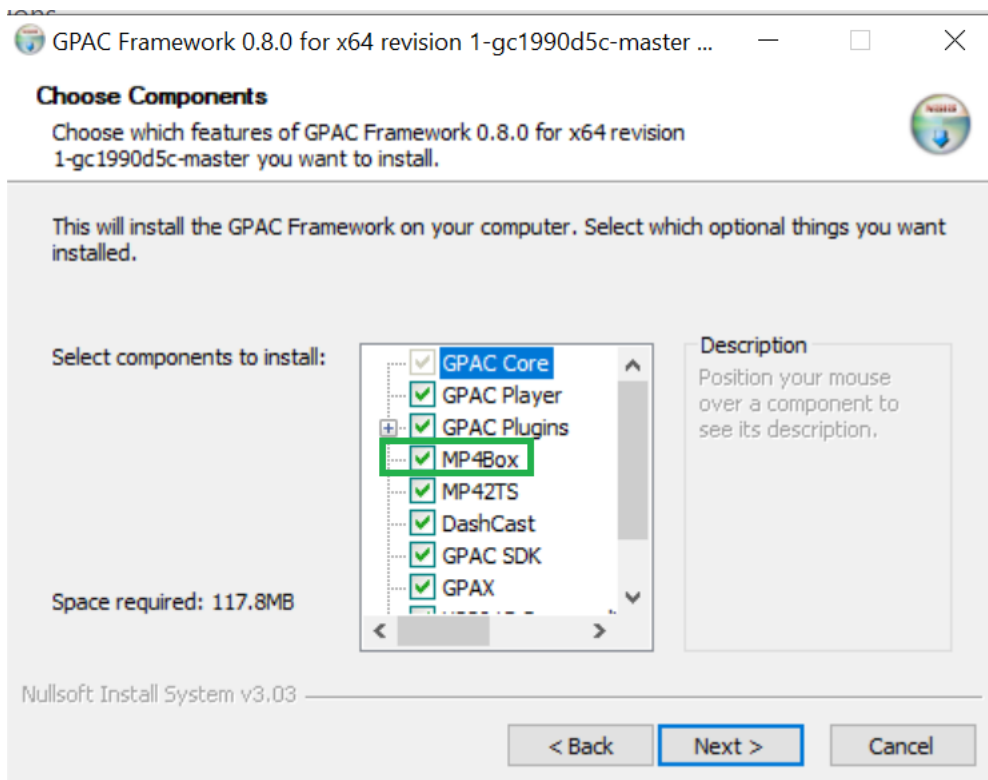 GPAC Framework 0.8.0 for x64 revision 1-gc1990d5c-master ...
Choose Components
Choose which features of GPAC Framework 0.8.0 for x64 revision
1-gc1990d5c-master you want to install.
This will install the GPAC Framework on your computer. Select which optional things you want
installed.
Select components to install:
GPAC Core
GPAC Player
GPAC Plugins
MP4Box
MP42TS
DashCast
GPAC SDK
GPAX
Description
Position your mouse
over a component to
see its description.
Space required: 117.8MB
Nullsoft Install System v3.03
< Back
Next >
Cancel